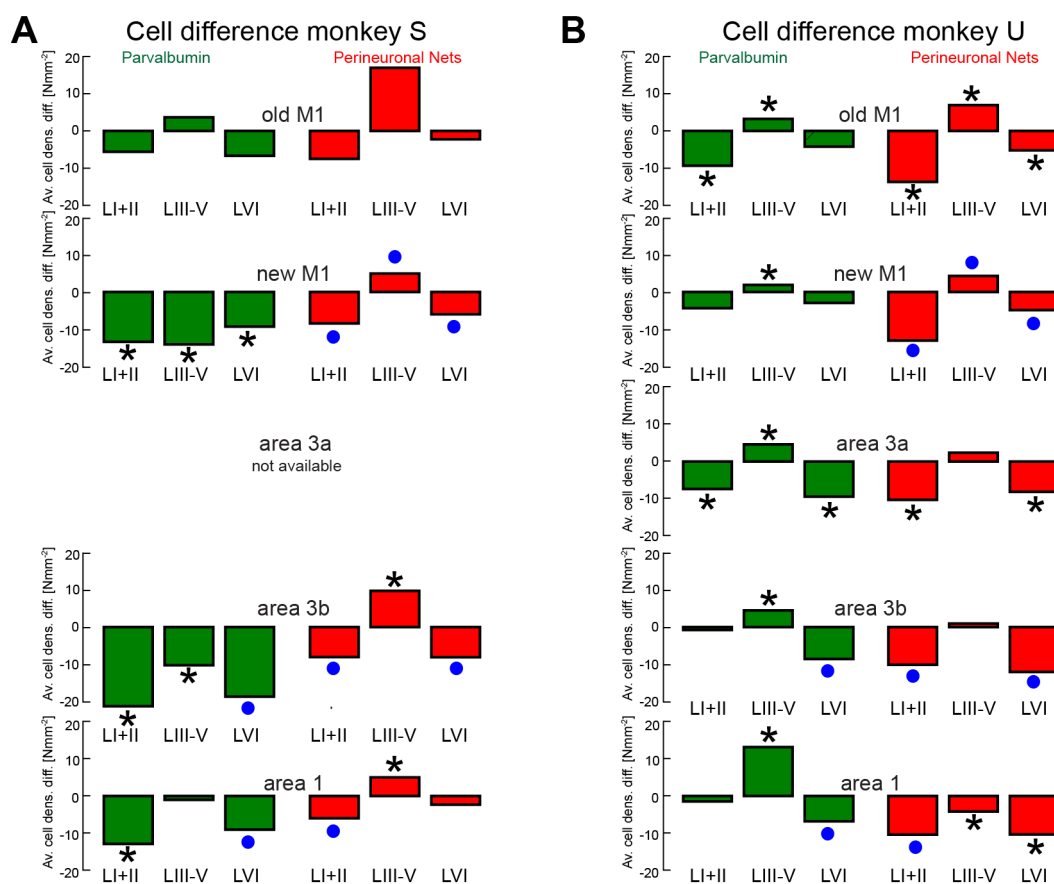 A
Cell difference monkey S
Parvalbumin
Perineuronal Nets
Av. cell dens. diff. [Nmm-2]
20
10
0
-10
-20
old M1
LI+II LIII-V LVI LI+II LIII-V LVI
Av. cell dens. diff. [Nmm-2]
20
10
0
-10
-20
new M1
* * *
LI+II LIII-V LVI LI+II LIII-V LVI
area 3a
not available
Av. cell dens. diff. [Nmm-2]
20
10
0
-10
-20
area 3b
* * *
LI+II LIII-V LVI LI+II LIII-V LVI
Av. cell dens. diff. [Nmm-2]
20
10
0
-10
-20
area 1
* *
LI+II LIII-V LVI LI+II LIII-V LVI
B
Cell difference monkey U
Parvalbumin
Perineuronal Nets
Av. cell dens. diff. [Nmm-2]
20
10
0
-10
-20
old M1
* * * * *
LI+II LIII-V LVI LI+II LIII-V LVI
Av. cell dens. diff. [Nmm-2]
20
10
0
-10
-20
new M1
*
LI+II LIII-V LVI LI+II LIII-V LVI
Av. cell dens. diff. [Nmm-2]
20
10
0
-10
-20
area 3a
* * * * *
Av. cell dens. diff. [Nmm-2]
20
10
0
-10
-20
area 3b
*
LI+II LIII-V LVI LI+II LIII-V LVI
Av. cell dens. diff. [Nmm-2]
20
10
0
-10
-20
area 1
* * *
LI+II LIII-V LVI LI+II LIII-V LVI